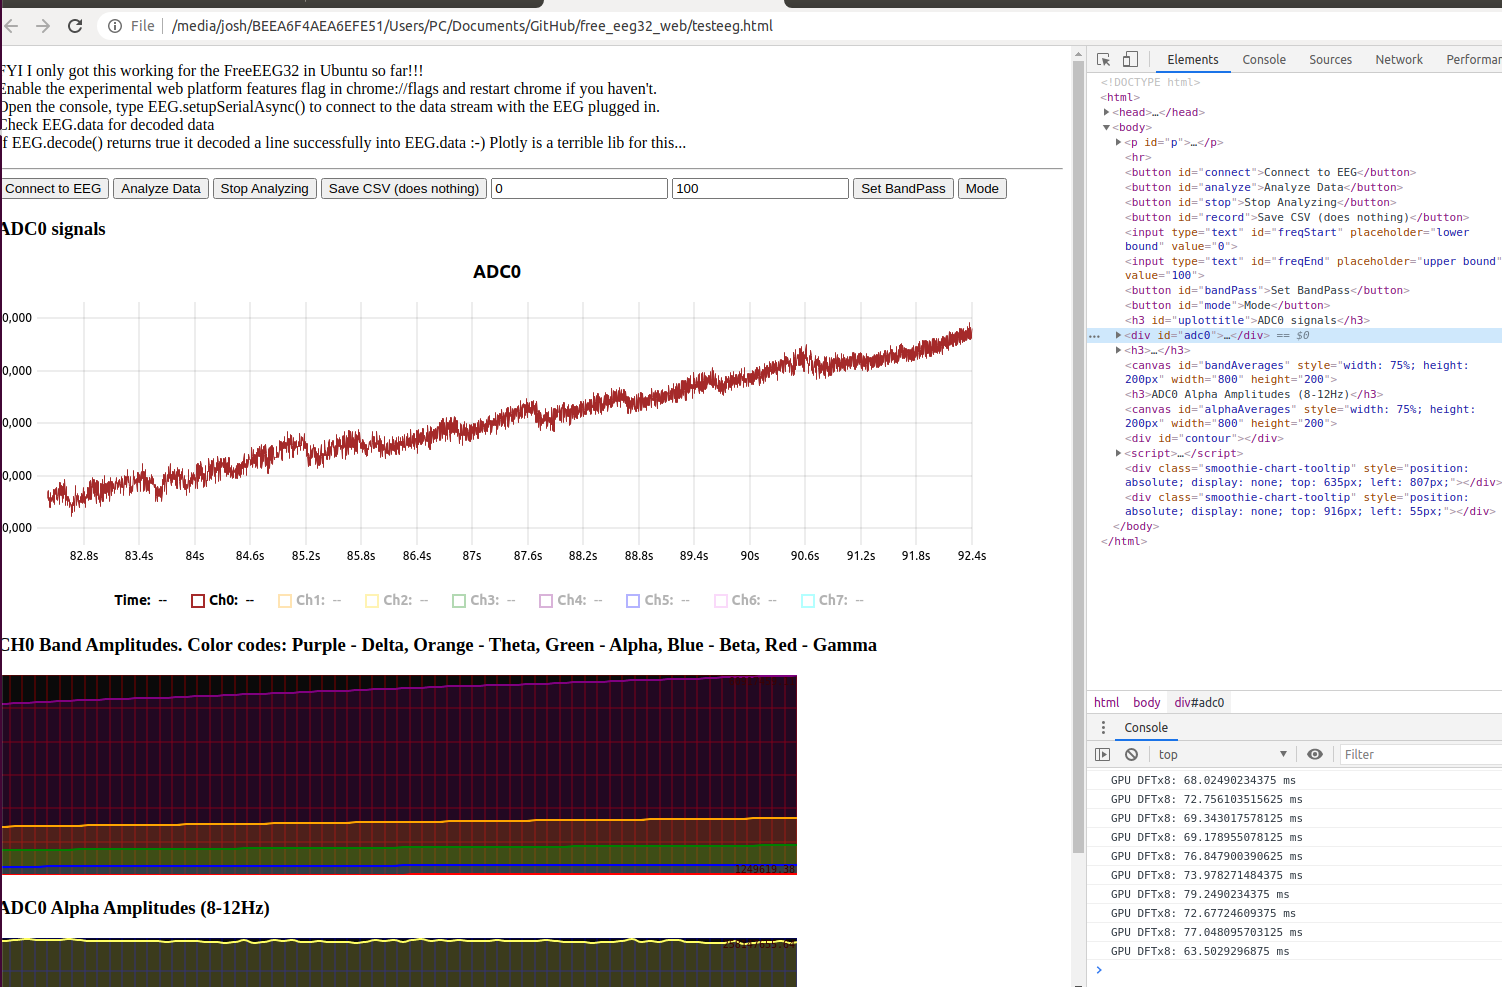 File
/media/josh/BEEA6F4AEA6EFE51/Users/PC/Documents/GitHub/free_eeg32_web/testeeg.html
FYI I only got this working for the FreeEEG32 in Ubuntu so far!!!
Enable the experimental web platform features flag in chrome://flags and restart chrome if you haven't.
Open the console, type EEG.setupSerialAsync() to connect to the data stream with the EEG plugged in.
Check EEG.data for decoded data
If EEG.decode() returns true it decoded a line successfully into EEG.data :-) Plotly is a terrible lib for this...
Connect to EEG Analyze Data Stop Analyzing Save CSV (does nothing) 0 100 Set BandPass Mode
ADC0 signals
ADC0
0,000
0,000
0,000
0,000
0,000
82.8s 83.4s 84s 84.6s 85.2s 85.8s 86.4s 87s 87.6s 88.2s 88.8s 89.4s 90s 90.6s 91.2s 91.8s 92.4s
Time: -- Ch0: -- Ch1: -- Ch2: -- Ch3: -- Ch4: -- Ch5: -- Ch6: -- Ch7: --
CH0 Band Amplitudes. Color codes: Purple - Delta, Orange - Theta, Green - Alpha, Blue - Beta, Red - Gamma
1249619.38
ADC0 Alpha Amplitudes (8-12Hz)
Elements Console Sources Network Performan
<!DOCTYPE html>
<html>
<head>…</head>
<body>
<p id="p">…</p>
<hr>
<button id="connect">Connect to EEG</button>
<button id="analyze">Analyze Data</button>
<button id="stop">Stop Analyzing</button>
<button id="record">Save CSV (does nothing)</button>
<input type="text" id="freqStart" placeholder="lower
bound" value="0">
<input type="text" id="freqEnd" placeholder="upper bound"
value="100">
<button id="bandPass">Set BandPass</button>
<button id="mode">Mode</button>
<h3 id="uplottitle">ADC0 signals</h3>
<div id="adc0">…</div> == $0
<h3>…</h3>
<canvas id="bandAverages" style="width: 75%; height:
200px" width="800" height="200">
<h3>ADC0 Alpha Amplitudes (8-12Hz)</h3>
<canvas id="alphaAverages" style="width: 75%; height:
200px" width="800" height="200">
<div id="contour"></div>
<script>…</script>
<div class="smoothie-chart-tooltip" style="position:
absolute; display: none; top: 635px; left: 807px;"></div>
<div class="smoothie-chart-tooltip" style="position:
absolute; display: none; top: 916px; left: 55px;"></div>
</body>
</html>
html body div#adc0
Console
top Filter
GPU DFTx8: 68.02490234375 ms
GPU DFTx8: 72.756103515625 ms
GPU DFTx8: 69.343017578125 ms
GPU DFTx8: 69.178955078125 ms
GPU DFTx8: 76.847900390625 ms
GPU DFTx8: 73.978271484375 ms
GPU DFTx8: 79.2490234375 ms
GPU DFTx8: 72.67724609375 ms
GPU DFTx8: 77.048095703125 ms
GPU DFTx8: 63.5029296875 ms